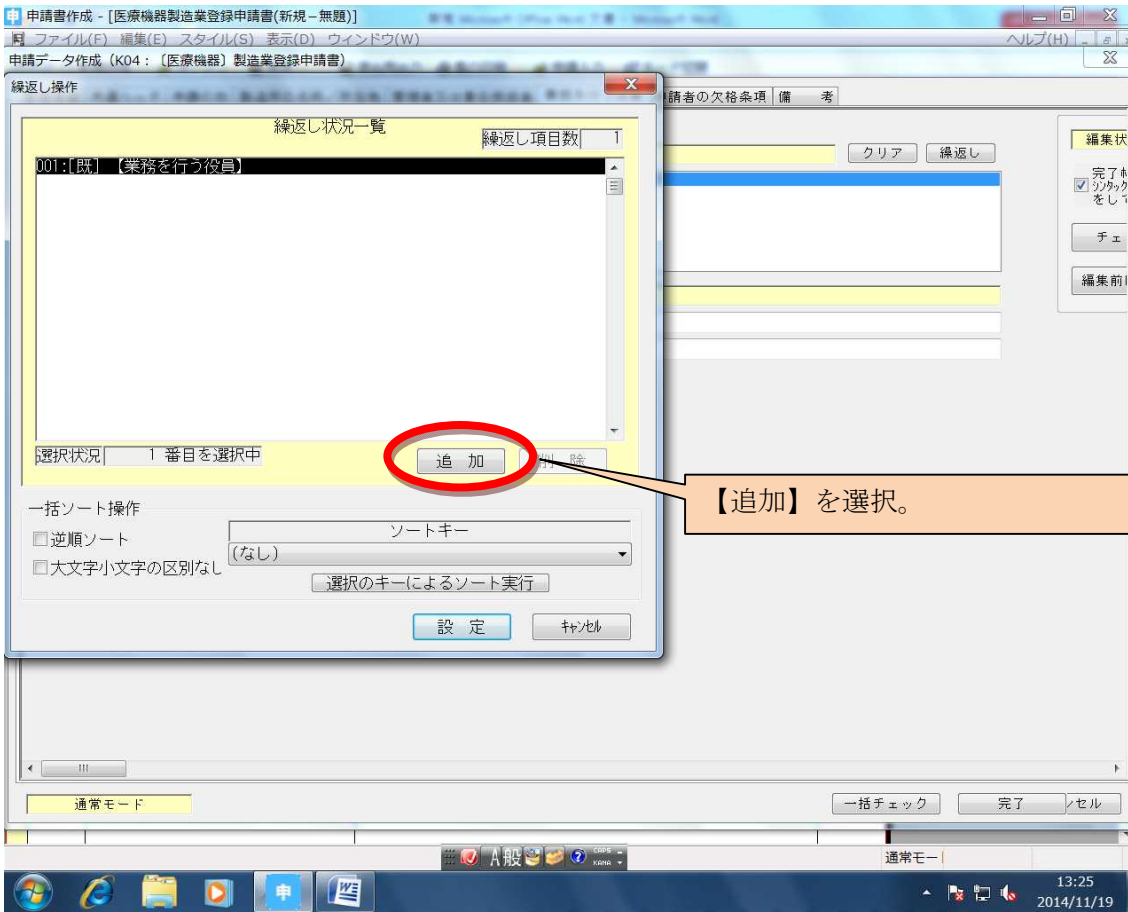 申請書作成 - [医療機器製造業登録申請書(新規－無題)]
ファイル(F) 編集(E) スタイル(S) 表示(D) ウィンドウ(W) ヘルプ(H)
申請データ作成（K04：〔医療機器〕製造業登録申請書）
繰返し操作
請者の欠格条項 備　考
繰返し状況一覧
繰返し項目数 1
001:[既] 【業務を行う役員】
クリア 繰返し
編集状
完了
をして
チェ
編集前
選択状況 1 番目を選択中
追 加
削 除
【追加】を選択。
一括ソート操作
逆順ソート
大文字小文字の区別なし
ソートキー
(なし)
選択のキーによるソート実行
設 定 キャンセル
通常モード
一括チェック 完了 ンセル
A 般 CAPS KANA
通常モー
申 W
13:25
2014/11/19